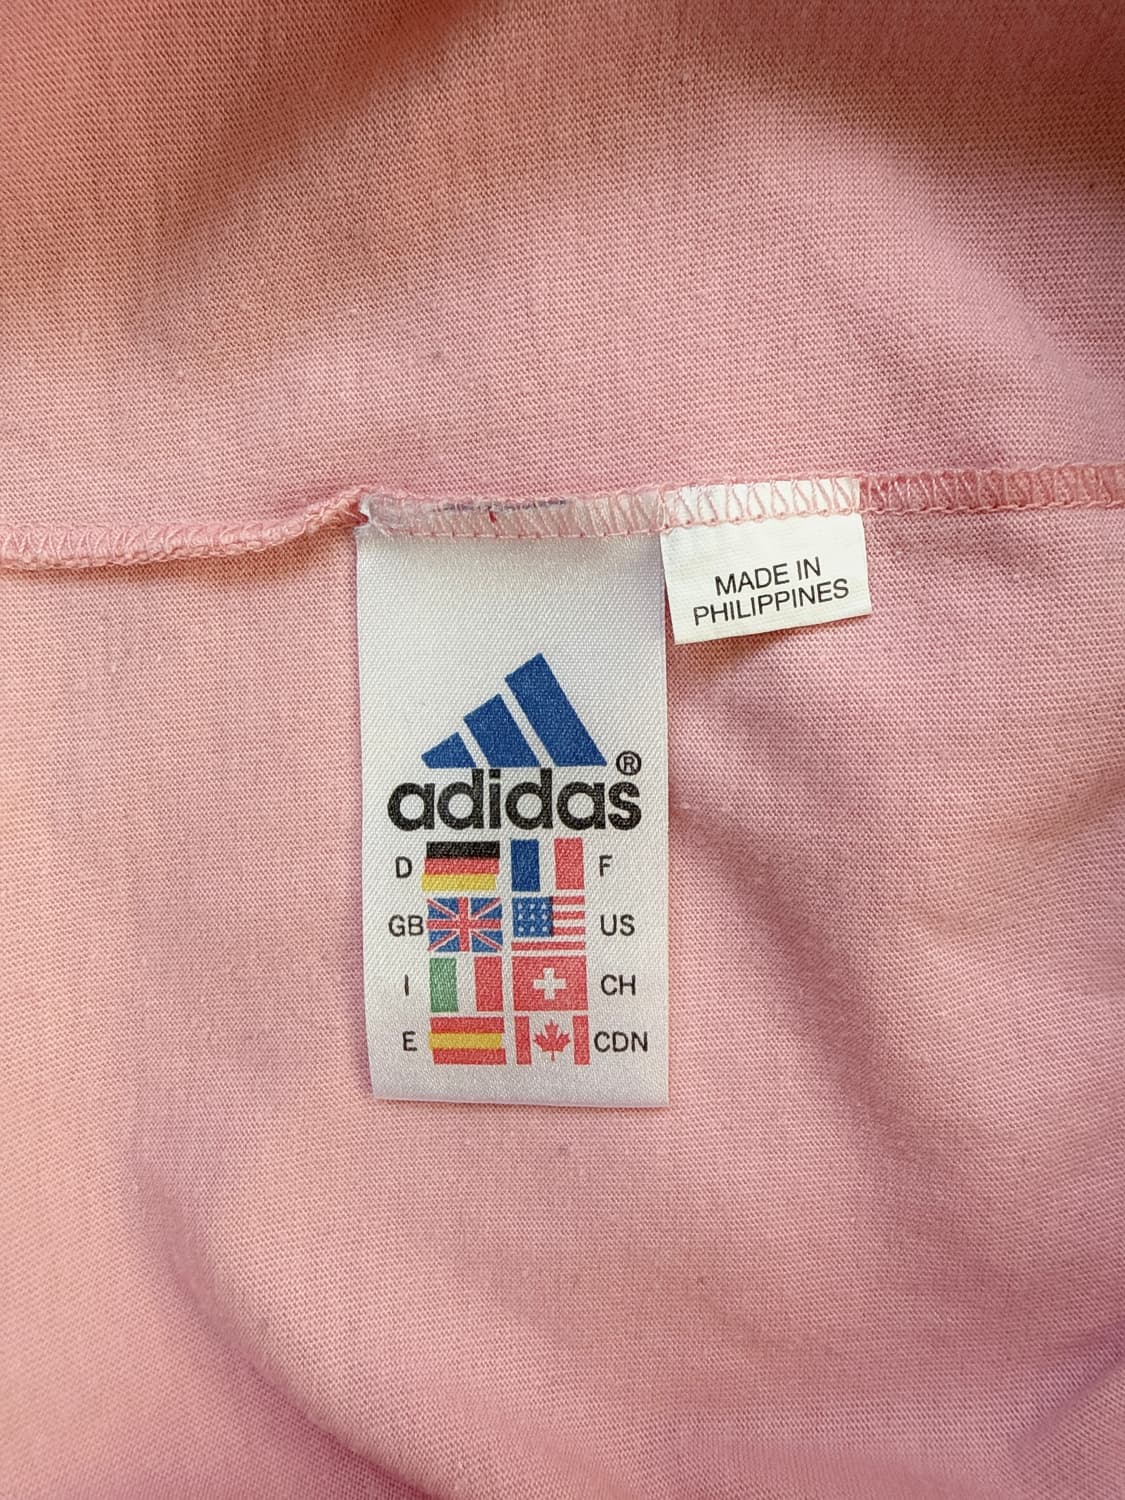 MADE IN
PHILIPPINES
adidas®
D F
GB US
I CH
E CDN